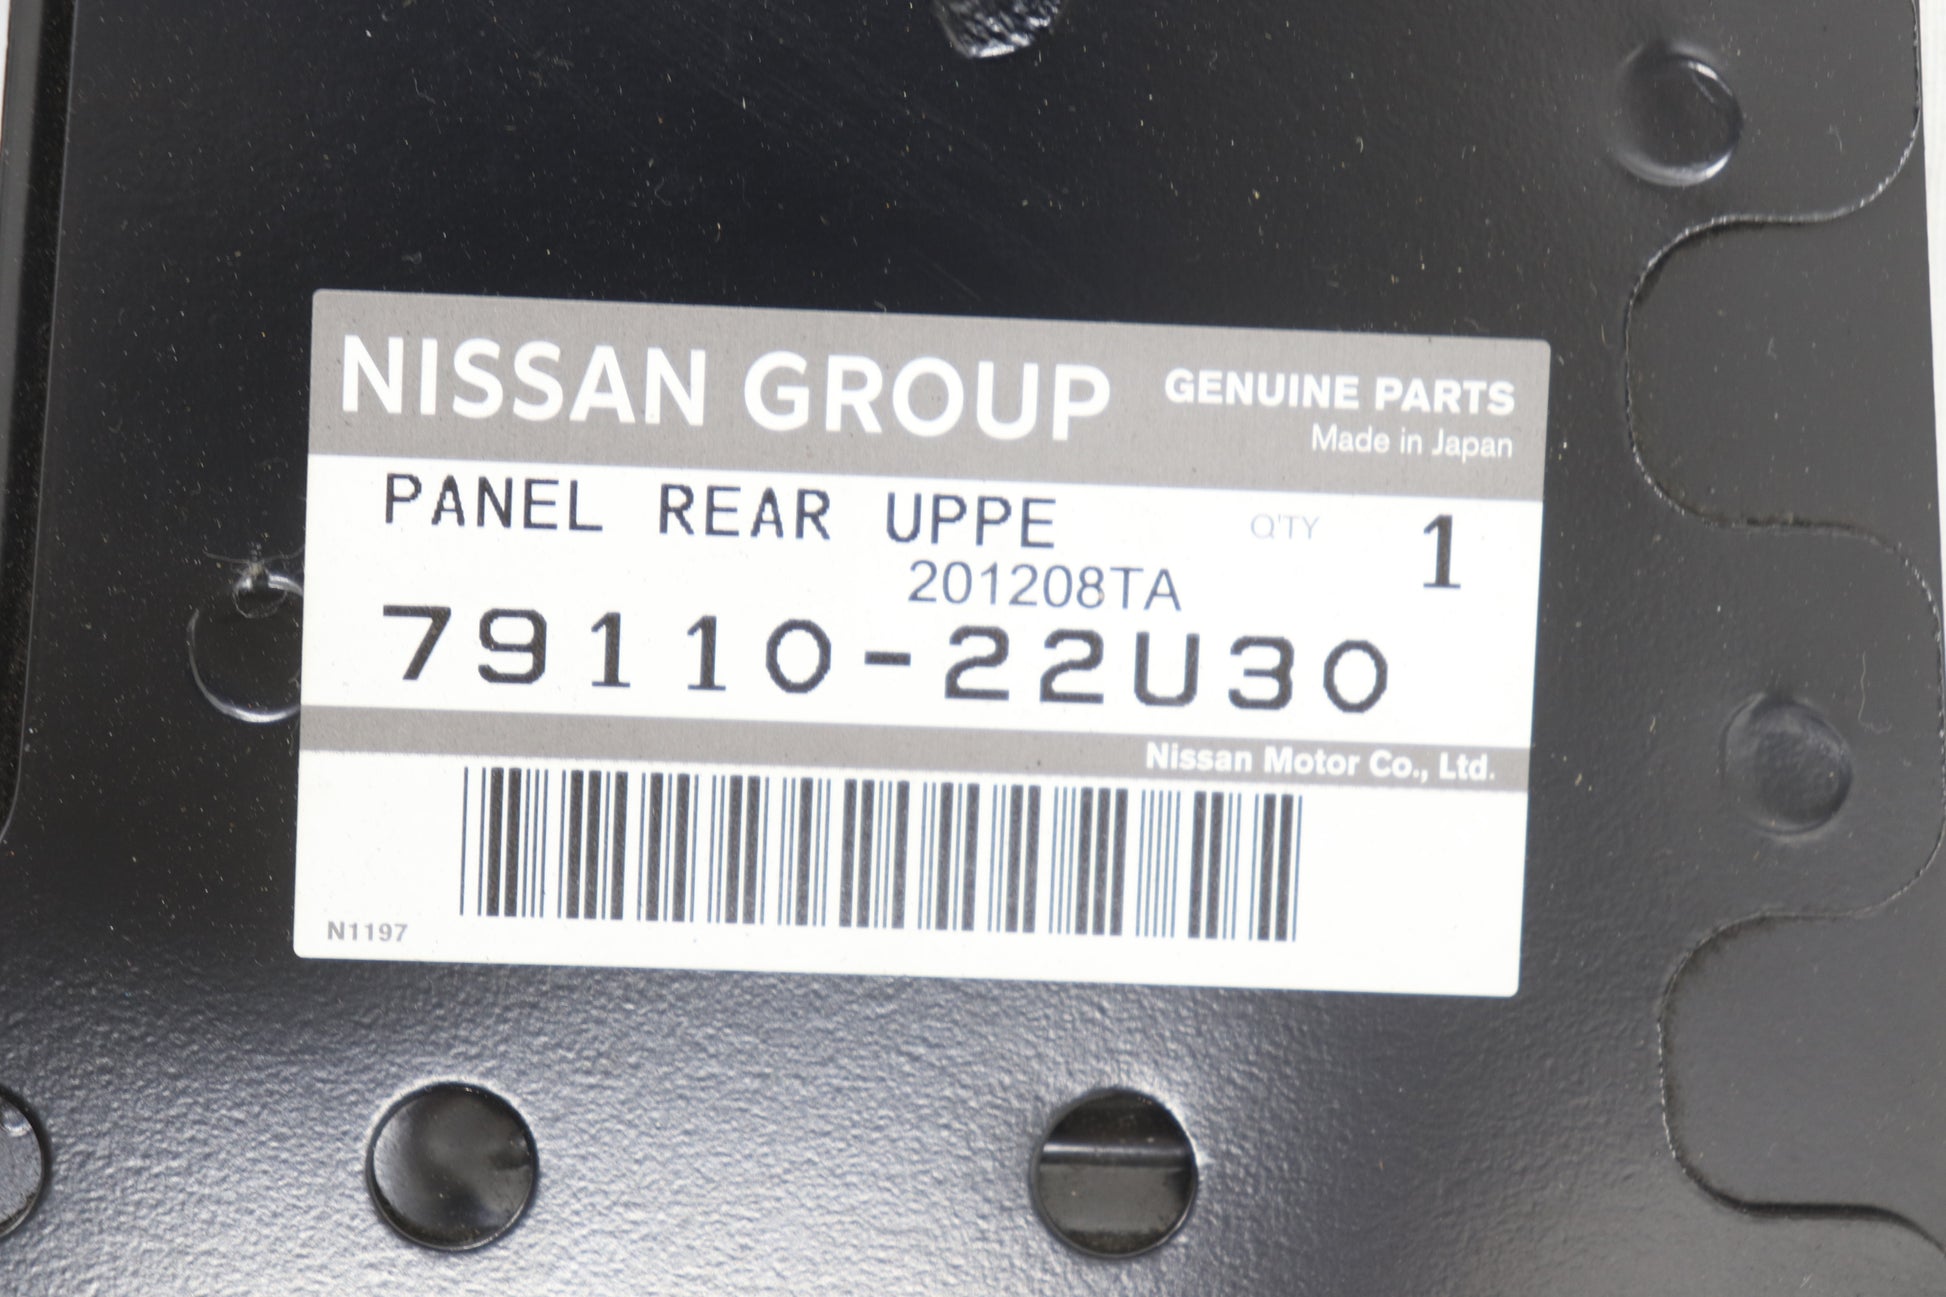 NISSAN GROUP GENUINE PARTS
Made in Japan
PANEL REAR UPPE Q'TY 1
201208TA
79110-22U30
Nissan Motor Co., Ltd.
N1197